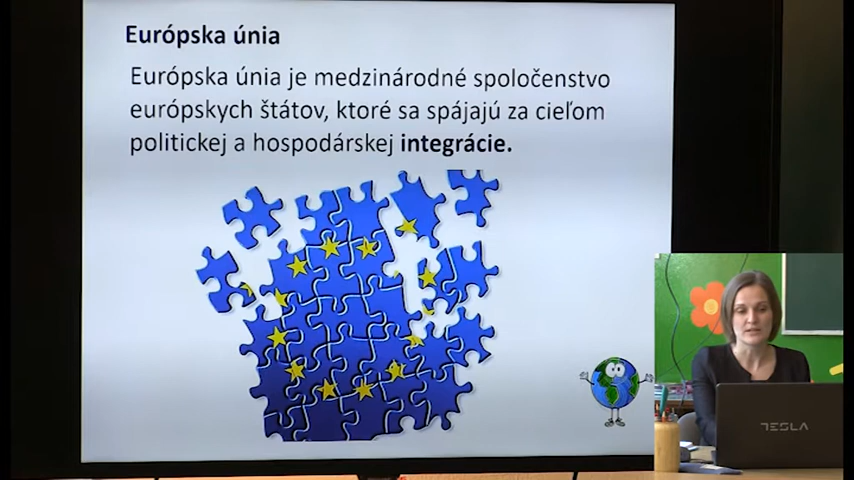 Európska únia
Európska únia je medzinárodné spoločenstvo
európskych štátov, ktoré sa spájajú za cieľom
politickej a hospodárskej integrácie.
TESLA